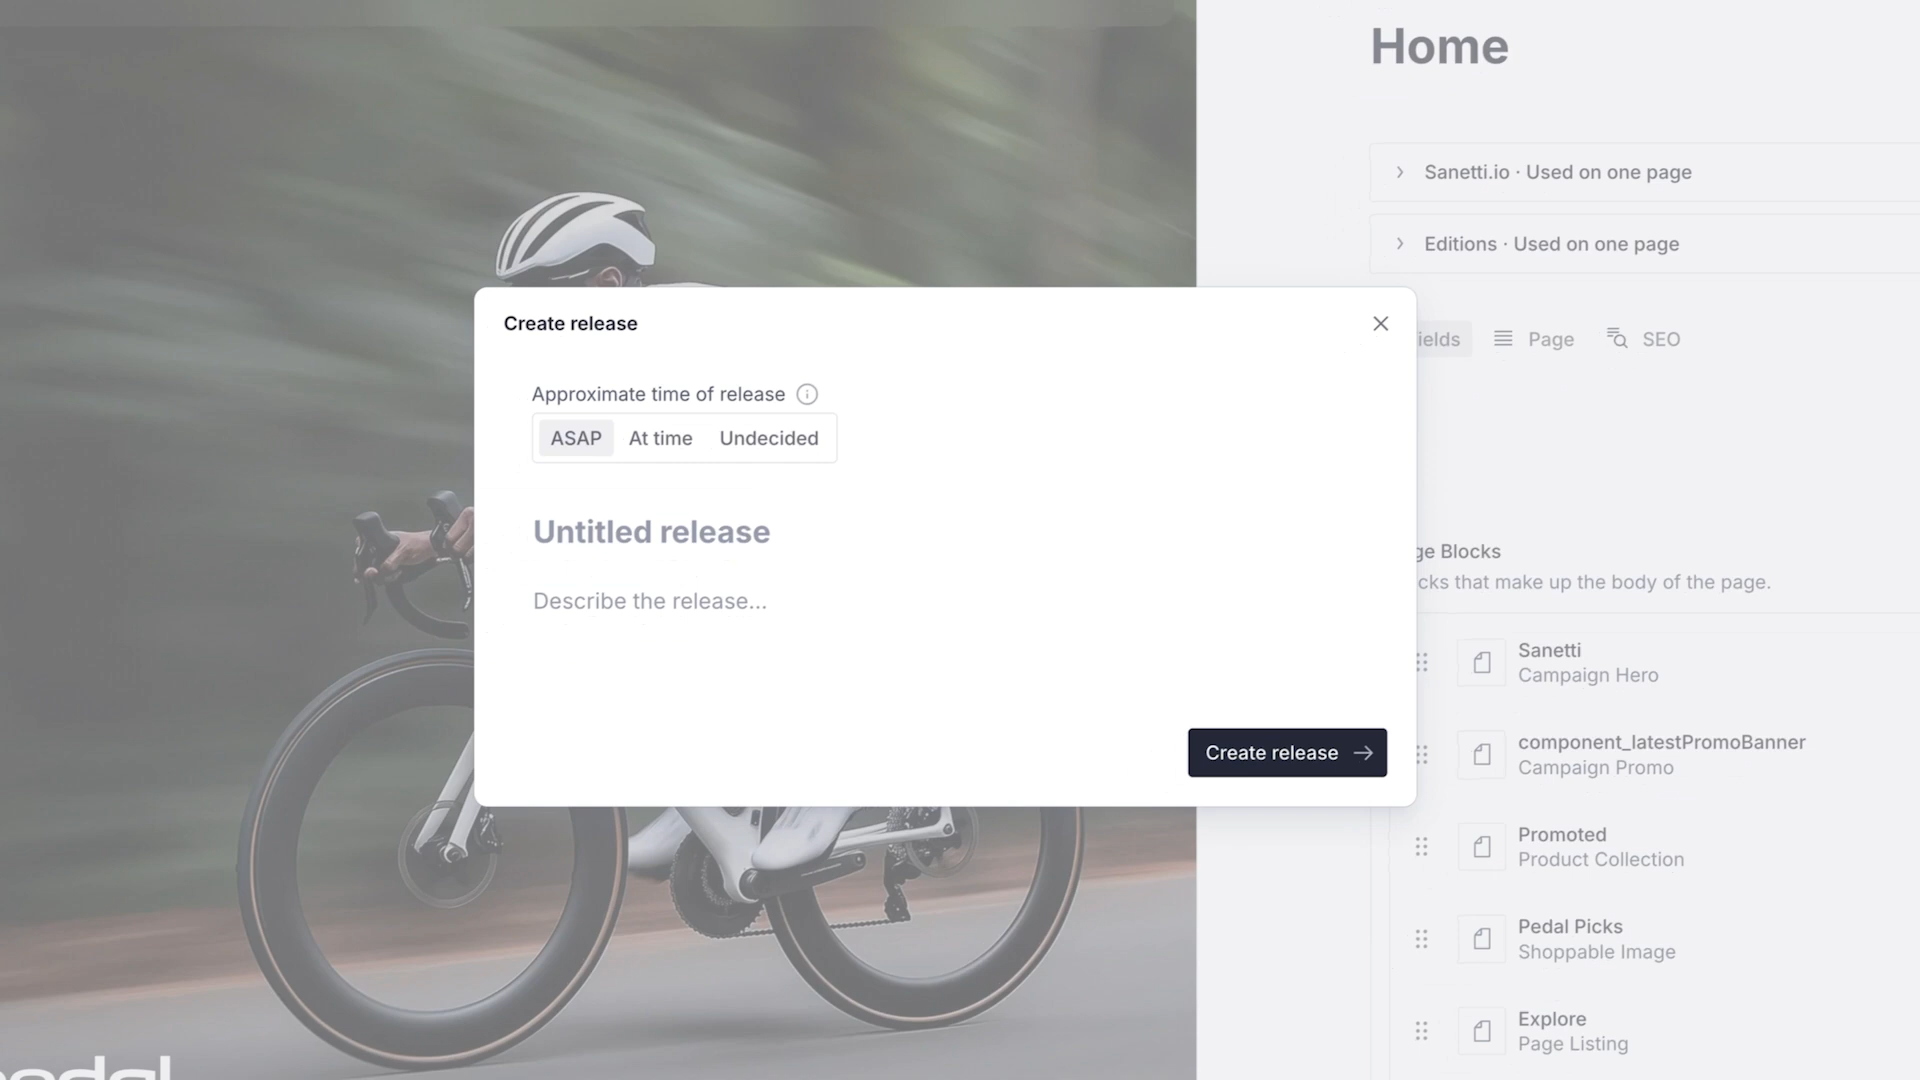 Home
Sanetti.io · Used on one page
Editions · Used on one page
Create release
ields
Page
SEO
Approximate time of release
ASAP
At time
Undecided
Untitled release
Describe the release...
Create release
ge Blocks
cks that make up the body of the page.
Sanetti
Campaign Hero
component_latestPromoBanner
Campaign Promo
Promoted
Product Collection
Pedal Picks
Shoppable Image
Explore
Page Listing